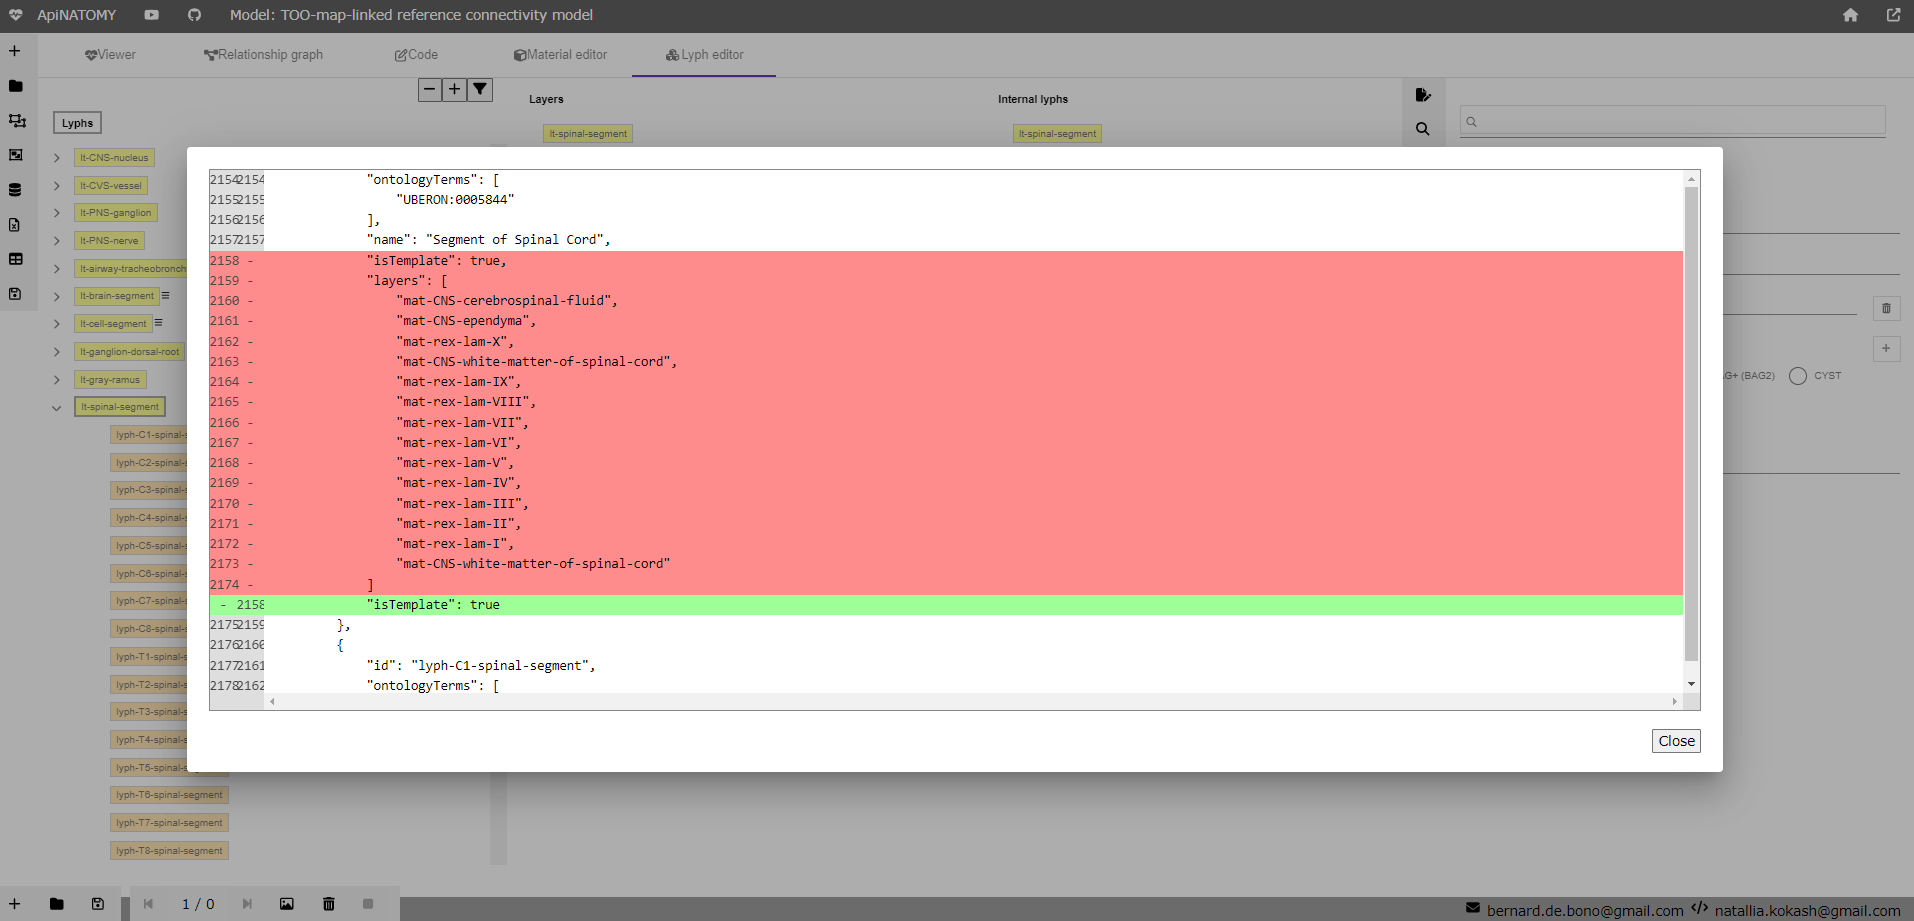 ApiNATOMY
Model: TOO-map-linked reference connectivity model
Viewer
Relationship graph
Code
Material editor
Lyph editor
Layers
Internal lyphs
Lyphs
lt-spinal-segment
lt-spinal-segment
lt-CNS-nucleus
lt-CVS-vessel
lt-PNS-ganglion
lt-PNS-nerve
lt-airway-tracheobronch
lt-brain-segment
lt-cell-segment
lt-ganglion-dorsal-root
lt-gray-ramus
lt-spinal-segment
lyph-C1-spinal-s
lyph-C2-spinal-s
lyph-C3-spinal-s
lyph-C4-spinal-s
lyph-C5-spinal-s
lyph-C6-spinal-s
lyph-C7-spinal-s
lyph-C8-spinal-s
lyph-T1-spinal-s
lyph-T2-spinal-s
lyph-T3-spinal-s
lyph-T4-spinal-s
lyph-T5-spinal-segment
lyph-T6-spinal-segment
lyph-T7-spinal-segment
lyph-T8-spinal-segment
2154 2154 "ontologyTerms": [
2155 2155 "UBERON:0005844"
2156 2156 ],
2157 2157 "name": "Segment of Spinal Cord",
2158 - "isTemplate": true,
2159 - "layers": [
2160 - "mat-CNS-cerebrospinal-fluid",
2161 - "mat-CNS-ependyma",
2162 - "mat-rex-lam-X",
2163 - "mat-CNS-white-matter-of-spinal-cord",
2164 - "mat-rex-lam-IX",
2165 - "mat-rex-lam-VIII",
2166 - "mat-rex-lam-VII",
2167 - "mat-rex-lam-VI",
2168 - "mat-rex-lam-V",
2169 - "mat-rex-lam-IV",
2170 - "mat-rex-lam-III",
2171 - "mat-rex-lam-II",
2172 - "mat-rex-lam-I",
2173 - "mat-CNS-white-matter-of-spinal-cord"
2174 - ]
- 2158 "isTemplate": true
2175 2159 },
2176 2160 {
2177 2161 "id": "lyph-C1-spinal-segment",
2178 2162 "ontologyTerms": [
Close
G+ (BAG2)
CYST
1 / 0
bernard.de.bono@gmail.com
natallia.kokash@gmail.com